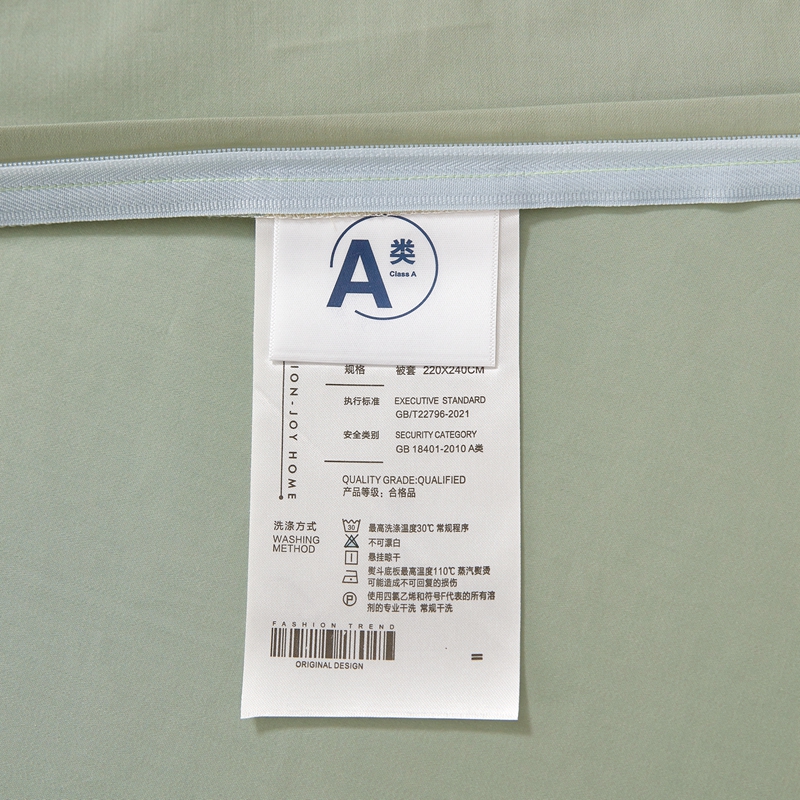 A类
Class A
规格 被套 220X240CM
ION-JOY HOME
执行标准 EXECUTIVE STANDARD
GB/T22796-2021
安全类别 SECURITY CATEGORY
GB 18401-2010 A类
QUALITY GRADE:QUALIFIED
产品等级：合格品
洗涤方式
WASHING
METHOD
30 最高洗涤温度30℃ 常规程序
不可漂白
悬挂晾干
熨斗底板最高温度110℃ 蒸汽熨烫
可能造成不可回复的损伤
P 使用四氯乙烯和符号F代表的所有溶
剂的专业干洗 常规干洗
FASHION TREND
ORIGINAL DESIGN